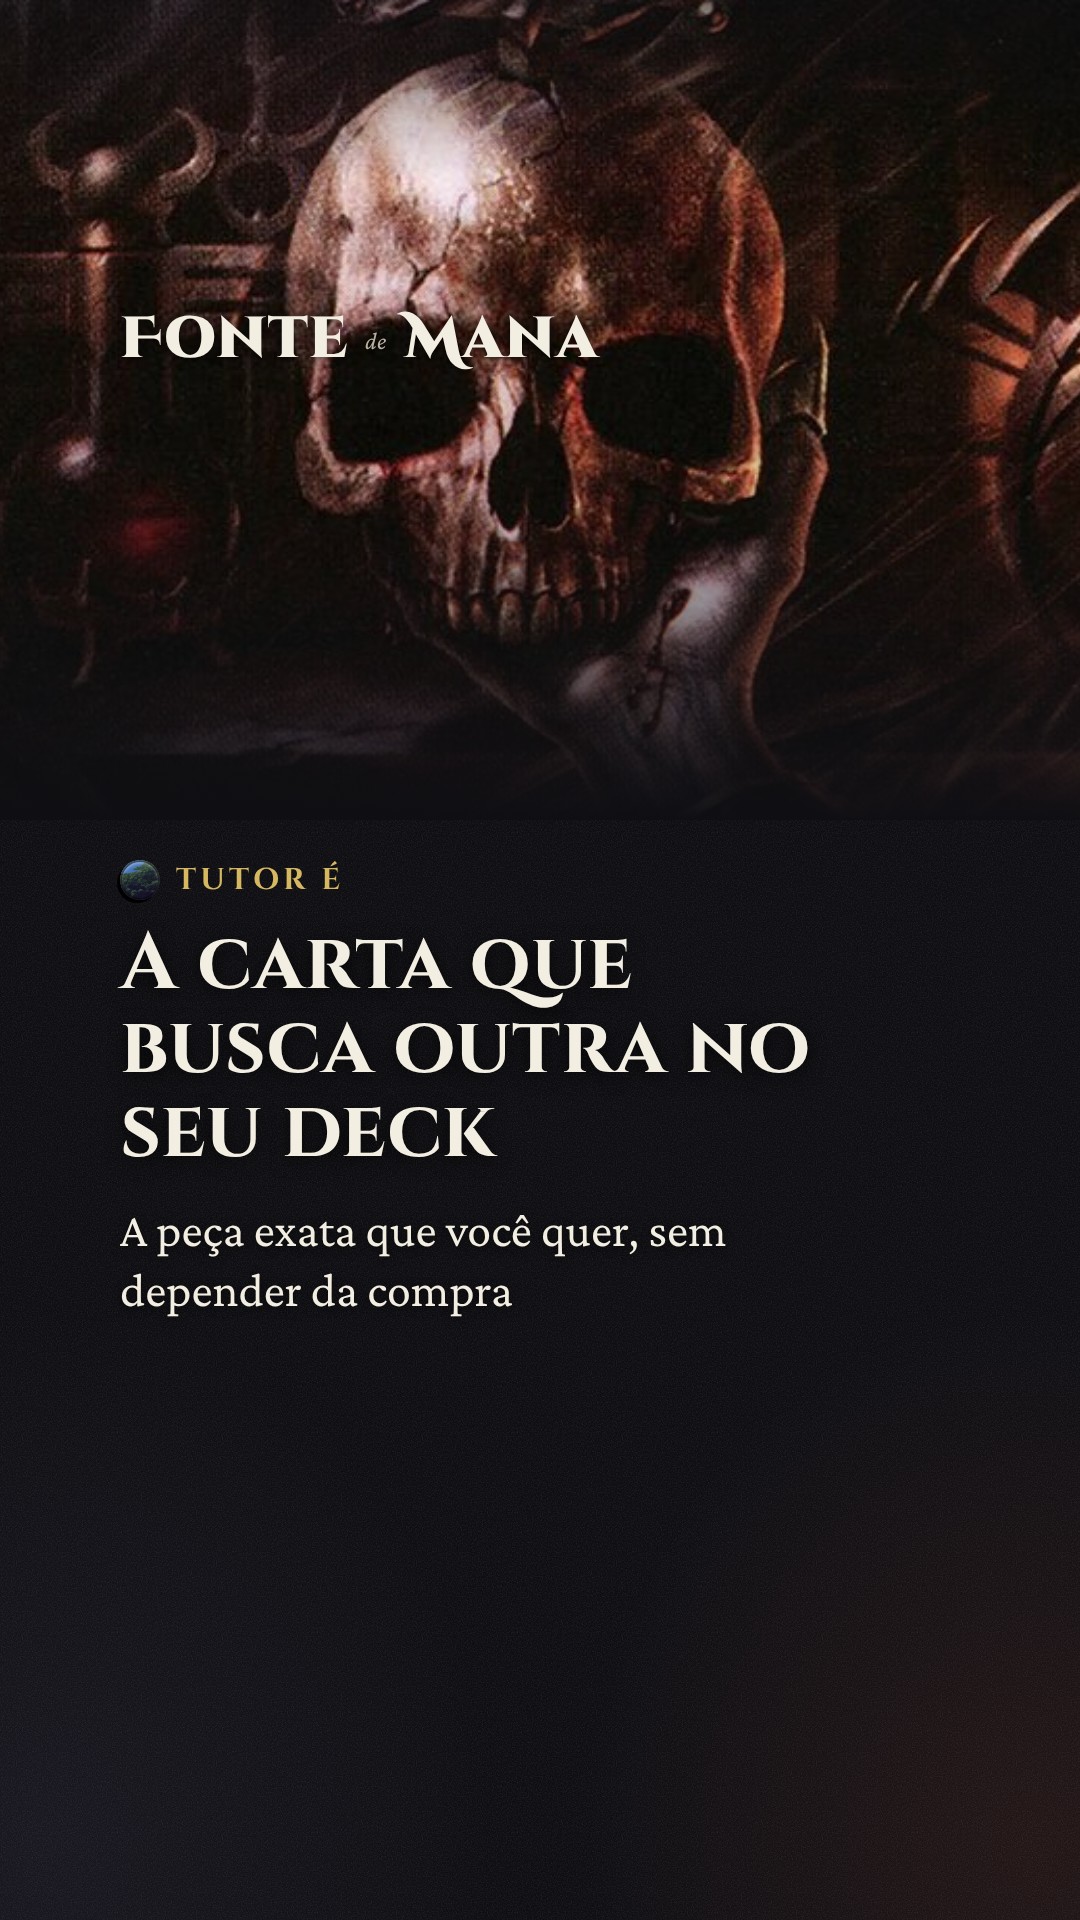 FONTE de MANA
TUTOR É
A CARTA QUE
BUSCA OUTRA NO
SEU DECK
A peça exata que você quer, sem
depender da compra